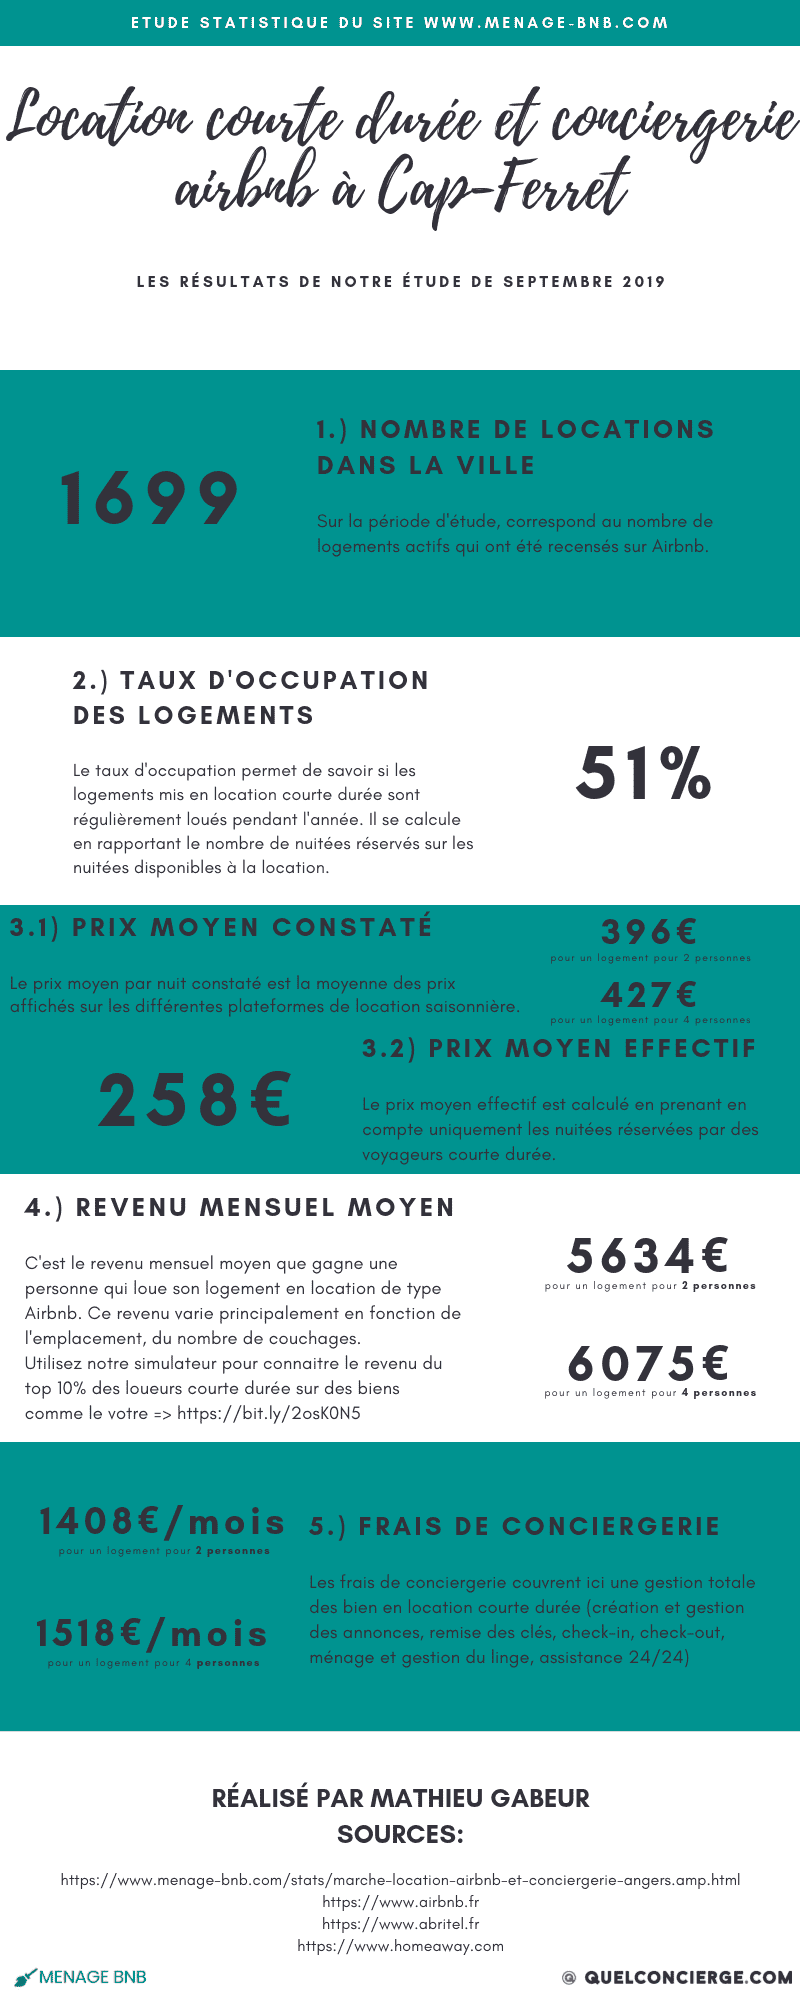 ETUDE STATISTIQUE DU SITE WWW.MENAGE-BNB.COM
Location courte durée et conciergerie
airbnb à Cap-Ferret
LES RÉSULTATS DE NOTRE ÉTUDE DE SEPTEMBRE 2019
1699
1.) NOMBRE DE LOCATIONS
DANS LA VILLE
Sur la période d'étude, correspond au nombre de
logements actifs qui ont été recensés sur Airbnb.
2.) TAUX D'OCCUPATION
DES LOGEMENTS
Le taux d'occupation permet de savoir si les
logements mis en location courte durée sont
régulièrement loués pendant l'année. Il se calcule
en rapportant le nombre de nuitées réservés sur les
nuitées disponibles à la location.
51%
3.1) PRIX MOYEN CONSTATÉ
Le prix moyen par nuit constaté est la moyenne des prix
affichés sur les différentes plateformes de location saisonnière.
396€
pour un logement pour 2 personnes
427€
pour un logement pour 4 personnes
258€
3.2) PRIX MOYEN EFFECTIF
Le prix moyen effectif est calculé en prenant en
compte uniquement les nuitées réservées par des
voyageurs courte durée.
4.) REVENU MENSUEL MOYEN
C'est le revenu mensuel moyen que gagne une
personne qui loue son logement en location de type
Airbnb. Ce revenu varie principalement en fonction de
l'emplacement, du nombre de couchages.
Utilisez notre simulateur pour connaitre le revenu du
top 10% des loueurs courte durée sur des biens
comme le votre => https://bit.ly/2osK0N5
5634€
pour un logement pour 2 personnes
6075€
pour un logement pour 4 personnes
1408€/mois
pour un logement pour 2 personnes
1518€/mois
pour un logement pour 4 personnes
5.) FRAIS DE CONCIERGERIE
Les frais de conciergerie couvrent ici une gestion totale
des bien en location courte durée (création et gestion
des annonces, remise des clés, check-in, check-out,
ménage et gestion du linge, assistance 24/24)
RÉALISÉ PAR MATHIEU GABEUR
SOURCES:
https://www.menage-bnb.com/stats/marche-location-airbnb-et-conciergerie-angers.amp.html
https://www.airbnb.fr
https://www.abritel.fr
https://www.homeaway.com
MENAGE BNB
@ QUELCONCIERGE.COM